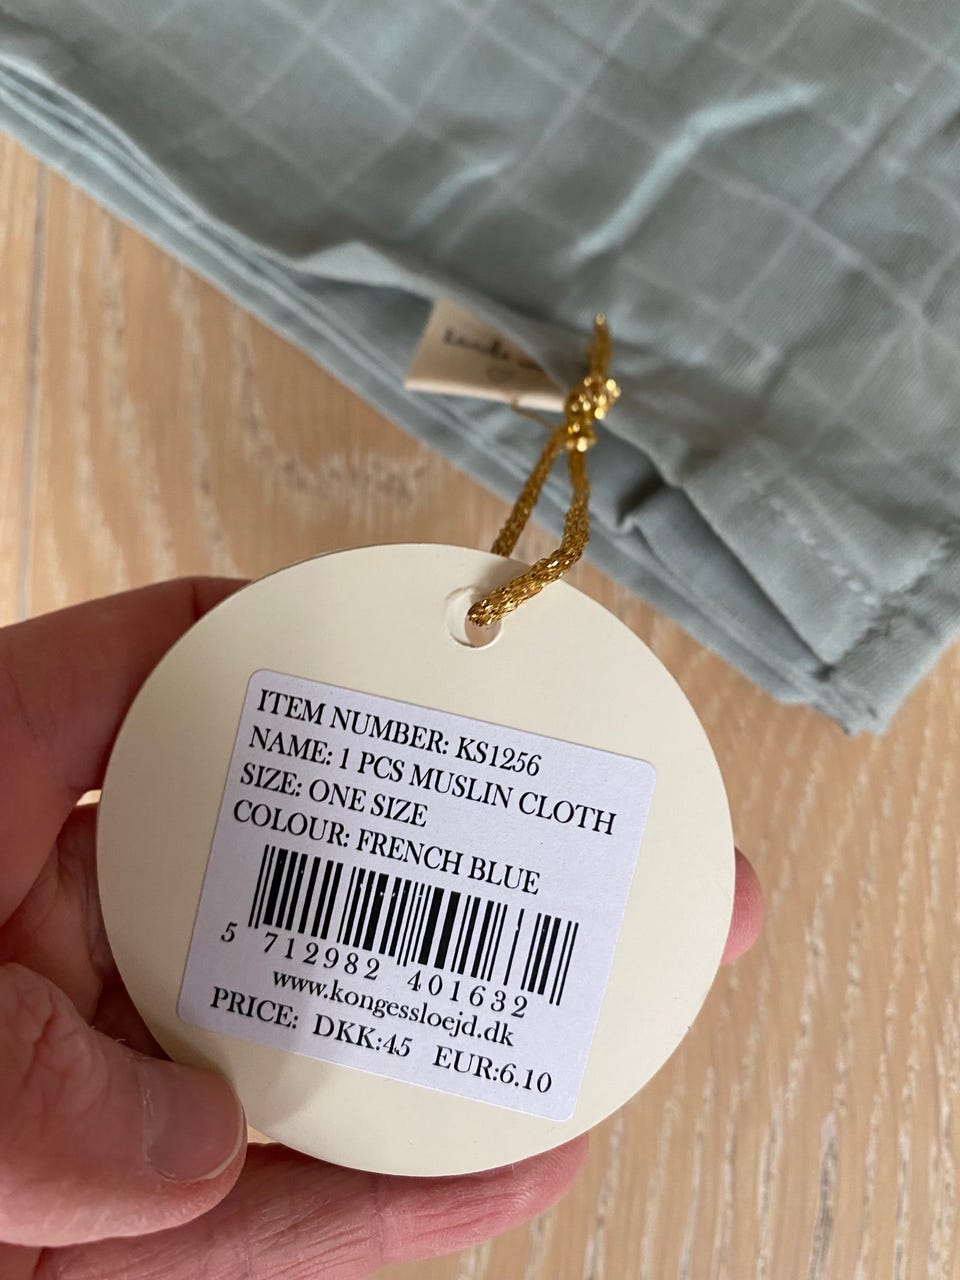 ITEM NUMBER: KS1256
NAME: 1 PCS MUSLIN CLOTH
SIZE: ONE SIZE
COLOUR: FRENCH BLUE
5 712982 401632
www.kongessloejd.dk
PRICE: DKK:45 EUR:6.10